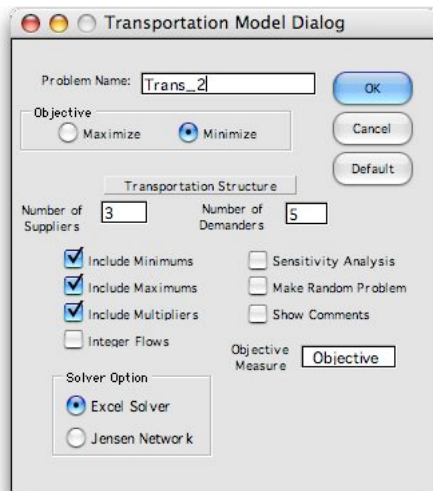 Transportation Model Dialog
Problem Name: Trans_2
OK
Objective
Maximize Minimize
Cancel
Default
Transportation Structure
Number of Suppliers 3
Number of Demanders 5
Include Minimums
Include Maximums
Include Multipliers
Integer Flows
Sensitivity Analysis
Make Random Problem
Show Comments
Objective Measure Objective
Solver Option
Excel Solver
Jensen Network